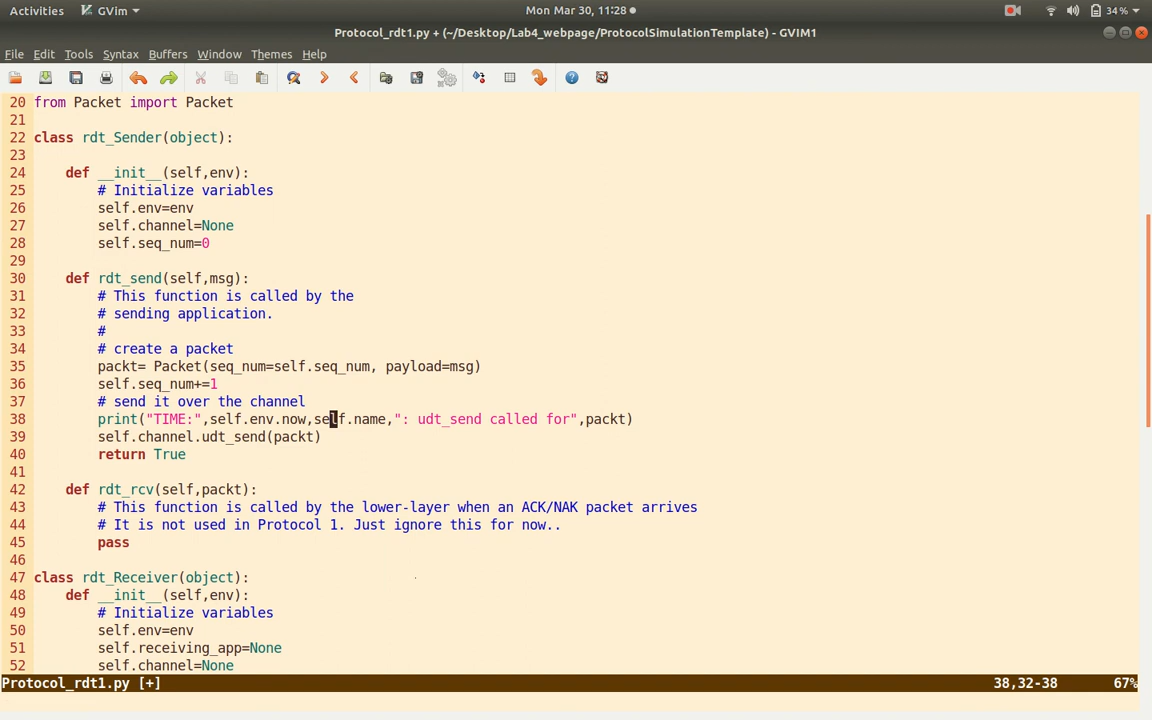 Activities GVim Mon Mar 30, 11:28 34%
Protocol_rdt1.py + (~/Desktop/Lab4_webpage/ProtocolSimulationTemplate) - GVIM1
File Edit Tools Syntax Buffers Window Themes Help
20 from Packet import Packet
21
22 class rdt_Sender(object):
23
24     def __init__(self,env):
25         # Initialize variables
26         self.env=env
27         self.channel=None
28         self.seq_num=0
29
30     def rdt_send(self,msg):
31         # This function is called by the
32         # sending application.
33         #
34         # create a packet
35         packt= Packet(seq_num=self.seq_num, payload=msg)
36         self.seq_num+=1
37         # send it over the channel
38         print("TIME:",self.env.now,self.name,": udt_send called for",packt)
39         self.channel.udt_send(packt)
40         return True
41
42     def rdt_rcv(self,packt):
43         # This function is called by the lower-layer when an ACK/NAK packet arrives
44         # It is not used in Protocol 1. Just ignore this for now..
45         pass
46
47 class rdt_Receiver(object):
48     def __init__(self,env):
49         # Initialize variables
50         self.env=env
51         self.receiving_app=None
52         self.channel=None
Protocol_rdt1.py [+] 38,32-38 67%